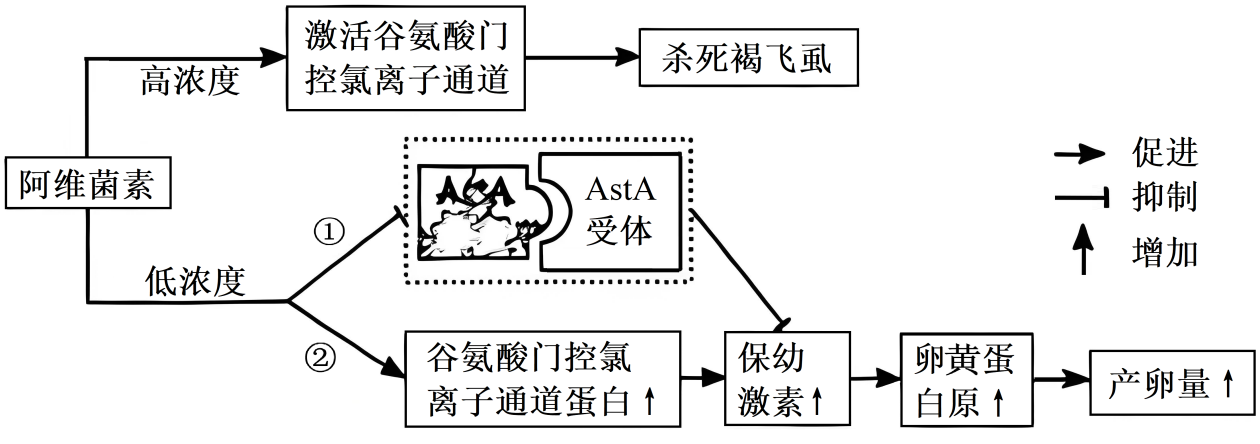 激活谷氨酸门
控氯离子通道
高浓度
杀死褐飞虱
阿维菌素
AstA
受体
促进
抑制
增加
①
低浓度
②
谷氨酸门控氯
离子通道蛋白↑
保幼
激素↑
卵黄蛋
白原↑
产卵量↑